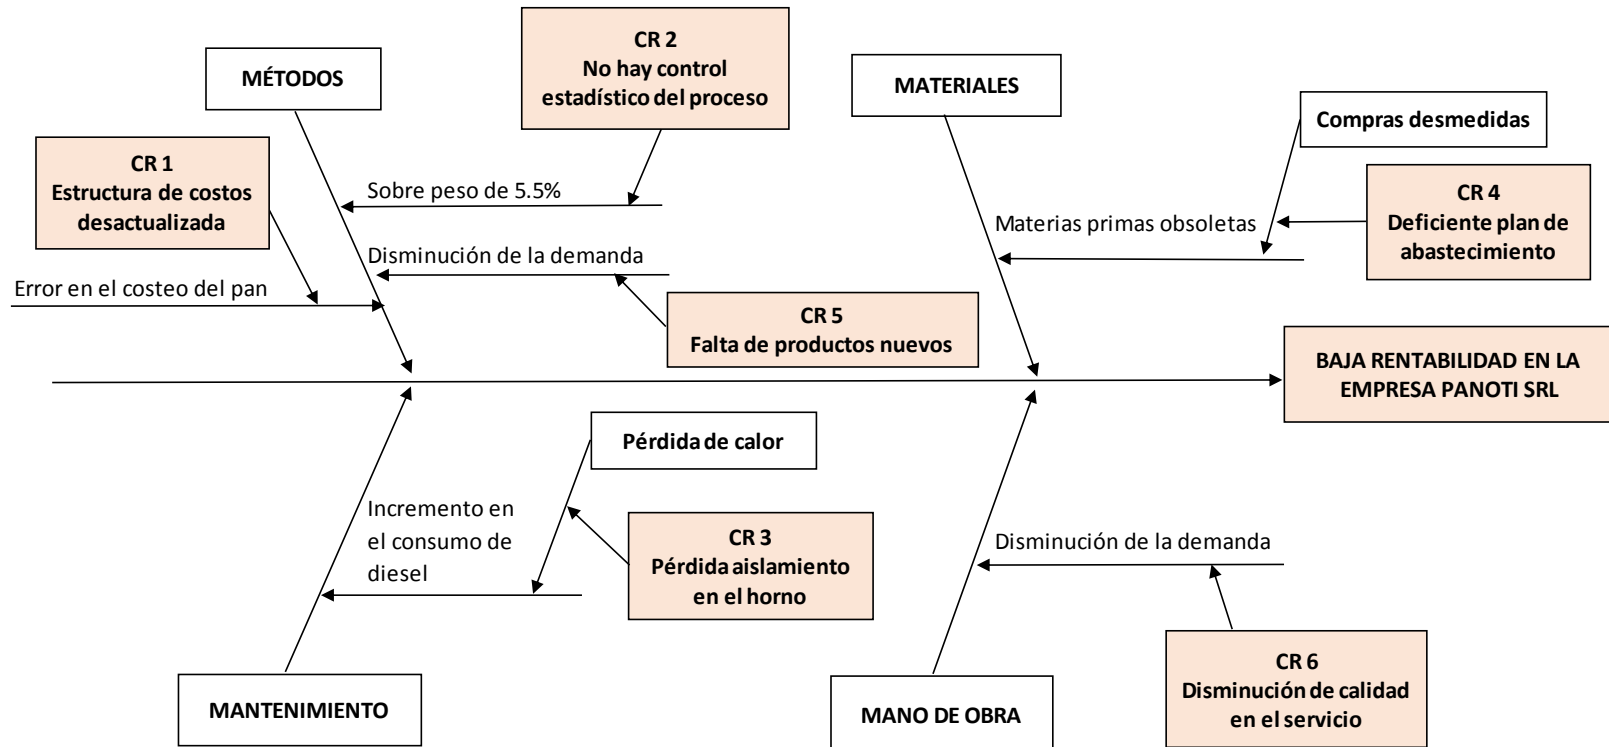 CR 2
No hay control
estadístico del proceso
MÉTODOS
MATERIALES
Compras desmedidas
CR 1
Estructura de costos
desactualizada
Sobre peso de 5.5%
CR 4
Deficiente plan de
abastecimiento
Materias primas obsoletas
Disminución de la demanda
Error en el costeo del pan
CR 5
Falta de productos nuevos
BAJA RENTABILIDAD EN LA
EMPRESA PANOTI SRL
Pérdida de calor
Incremento en
el consumo de
diesel
CR 3
Pérdida aislamiento
en el horno
Disminución de la demanda
CR 6
Disminución de calidad
en el servicio
MANTENIMIENTO
MANO DE OBRA